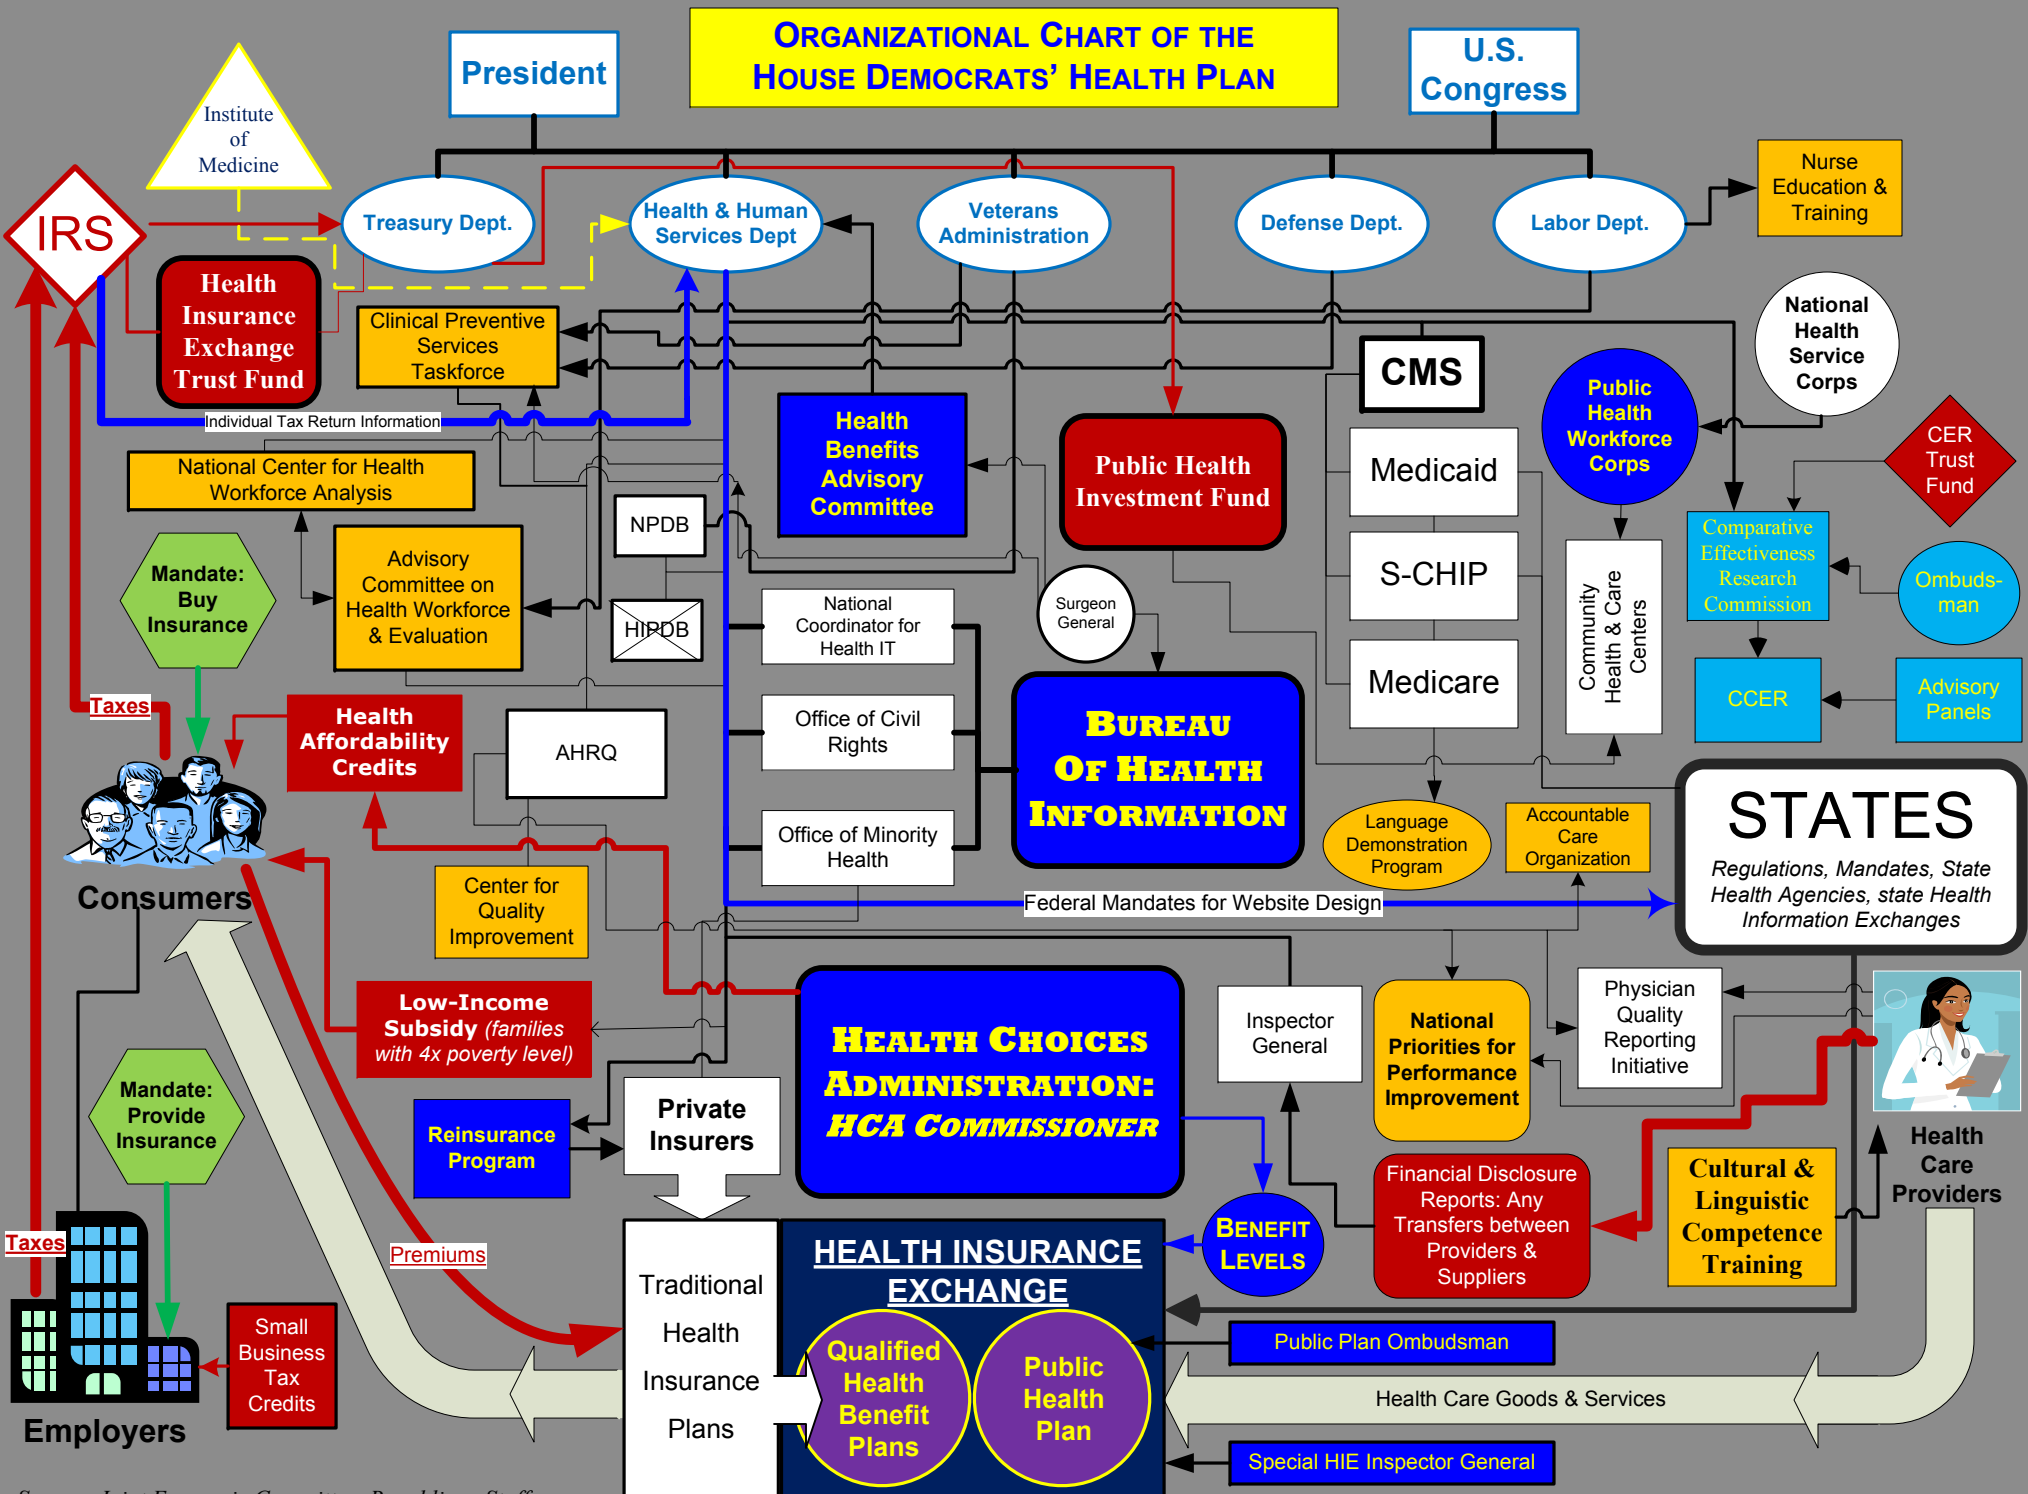 ORGANIZATIONAL CHART OF THE
HOUSE DEMOCRATS' HEALTH PLAN
President
U.S.
Congress
Institute
of
Medicine
IRS
Treasury Dept.
Health & Human
Services Dept
Veterans
Administration
Defense Dept.
Labor Dept.
Nurse
Education &
Training
Health
Insurance
Exchange
Trust Fund
Clinical Preventive
Services
Taskforce
Individual Tax Return Information
National
Health
Service
Corps
CMS
Public
Health
Workforce
Corps
Health
Benefits
Advisory
Committee
Public Health
Investment Fund
Medicaid
S-CHIP
Medicare
CER
Trust
Fund
National Center for Health
Workforce Analysis
NPDB
HIPDB
Advisory
Committee on
Health Workforce
& Evaluation
Mandate:
Buy
Insurance
National
Coordinator for
Health IT
Surgeon
General
Community
Health & Care
Centers
Comparative
Effectiveness
Research
Commission
Ombuds-
man
CCER
Advisory
Panels
Taxes
Health
Affordability
Credits
AHRQ
Office of Civil
Rights
BUREAU
OF HEALTH
INFORMATION
Office of Minority
Health
Language
Demonstration
Program
Accountable
Care
Organization
STATES
Regulations, Mandates, State
Health Agencies, state Health
Information Exchanges
Consumers
Center for
Quality
Improvement
Federal Mandates for Website Design
Low-Income
Subsidy (families
with 4x poverty level)
HEALTH CHOICES
ADMINISTRATION:
HCA COMMISSIONER
Inspector
General
National
Priorities for
Performance
Improvement
Physician
Quality
Reporting
Initiative
Health
Care
Providers
Mandate:
Provide
Insurance
Reinsurance
Program
Private
Insurers
BENEFIT
LEVELS
Financial Disclosure
Reports: Any
Transfers between
Providers &
Suppliers
Cultural &
Linguistic
Competence
Training
Taxes
Premiums
Traditional
Health
Insurance
Plans
HEALTH INSURANCE
EXCHANGE
Qualified
Health
Benefit
Plans
Public
Health
Plan
Public Plan Ombudsman
Health Care Goods & Services
Special HIE Inspector General
Small
Business
Tax
Credits
Employers
Source: Joint Economic Committee, Republican Staff